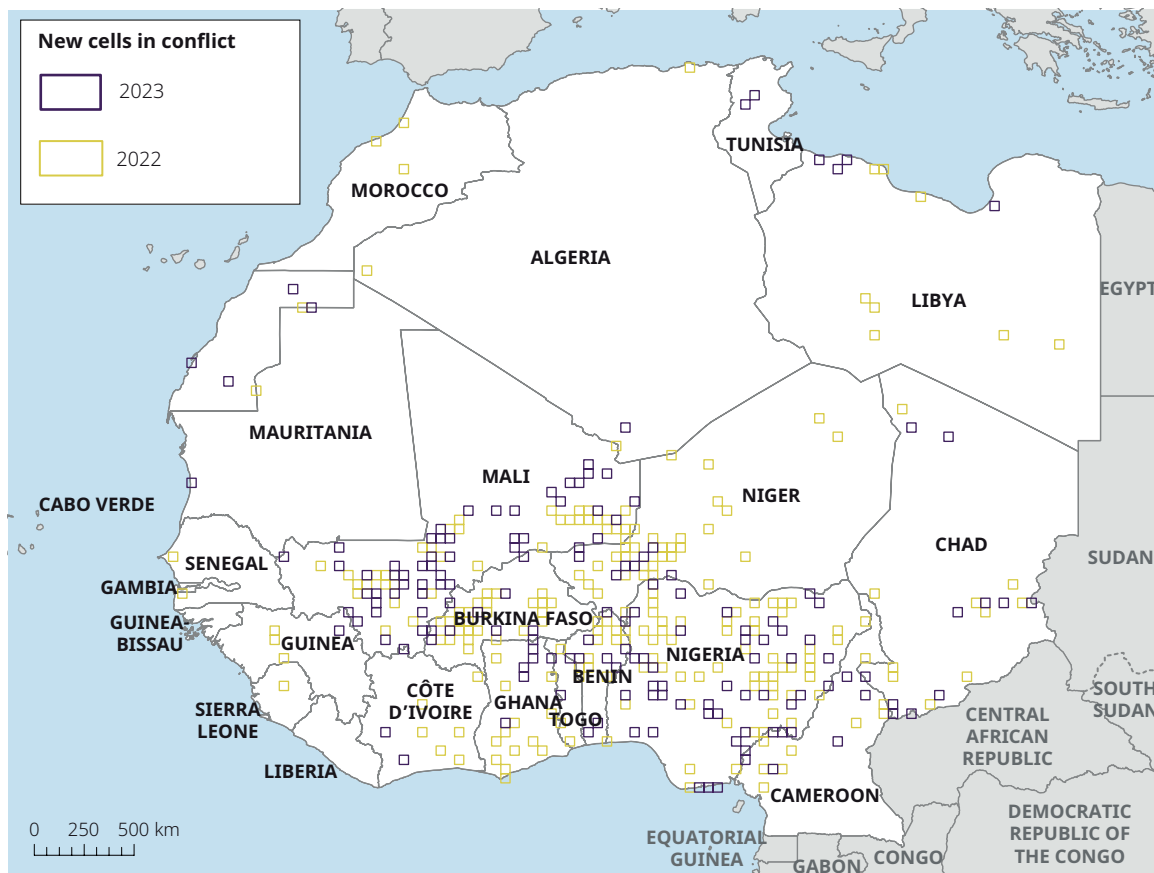 New cells in conflict
2023
2022
TUNISIA
MOROCCO
ALGERIA
LIBYA
EGYPT
MAURITANIA
MALI
NIGER
CABO VERDE
CHAD
SUDAN
SENEGAL
GAMBIA
GUINEA-
BISSAU
BURKINA FASO
GUINEA
NIGERIA
BENIN
CÔTE
D'IVOIRE
GHANA
TOGO
SIERRA
LEONE
SOUTH
SUDAN
CENTRAL
AFRICAN
REPUBLIC
LIBERIA
CAMEROON
0 250 500 km
EQUATORIAL
GUINEA
GABON
CONGO
DEMOCRATIC
REPUBLIC OF
THE CONGO